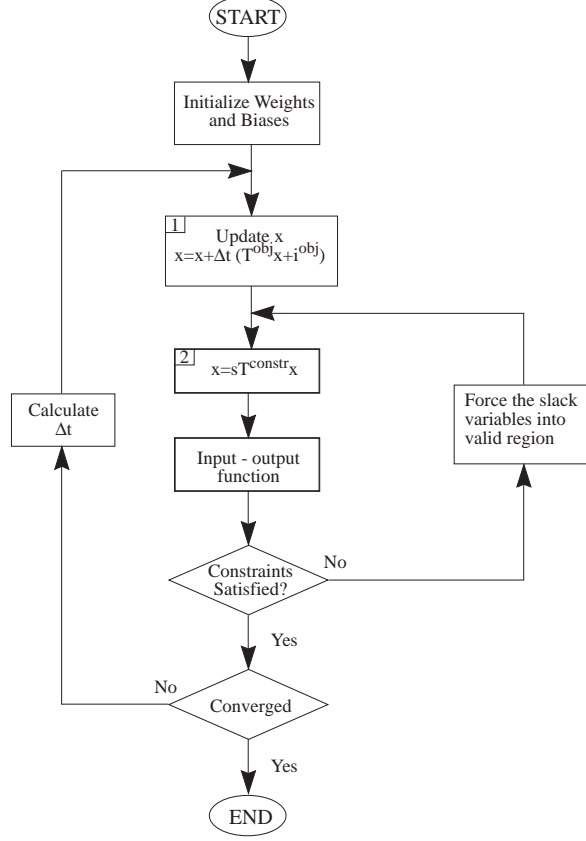 START
Initialize Weights
and Biases
1
Update x
x=x+Δt (T^obj x+i^obj)
2
x=sT^constr x
Calculate
Δt
Force the slack
variables into
valid region
Input - output
function
No
Constraints
Satisfied?
Yes
No
Converged
Yes
END